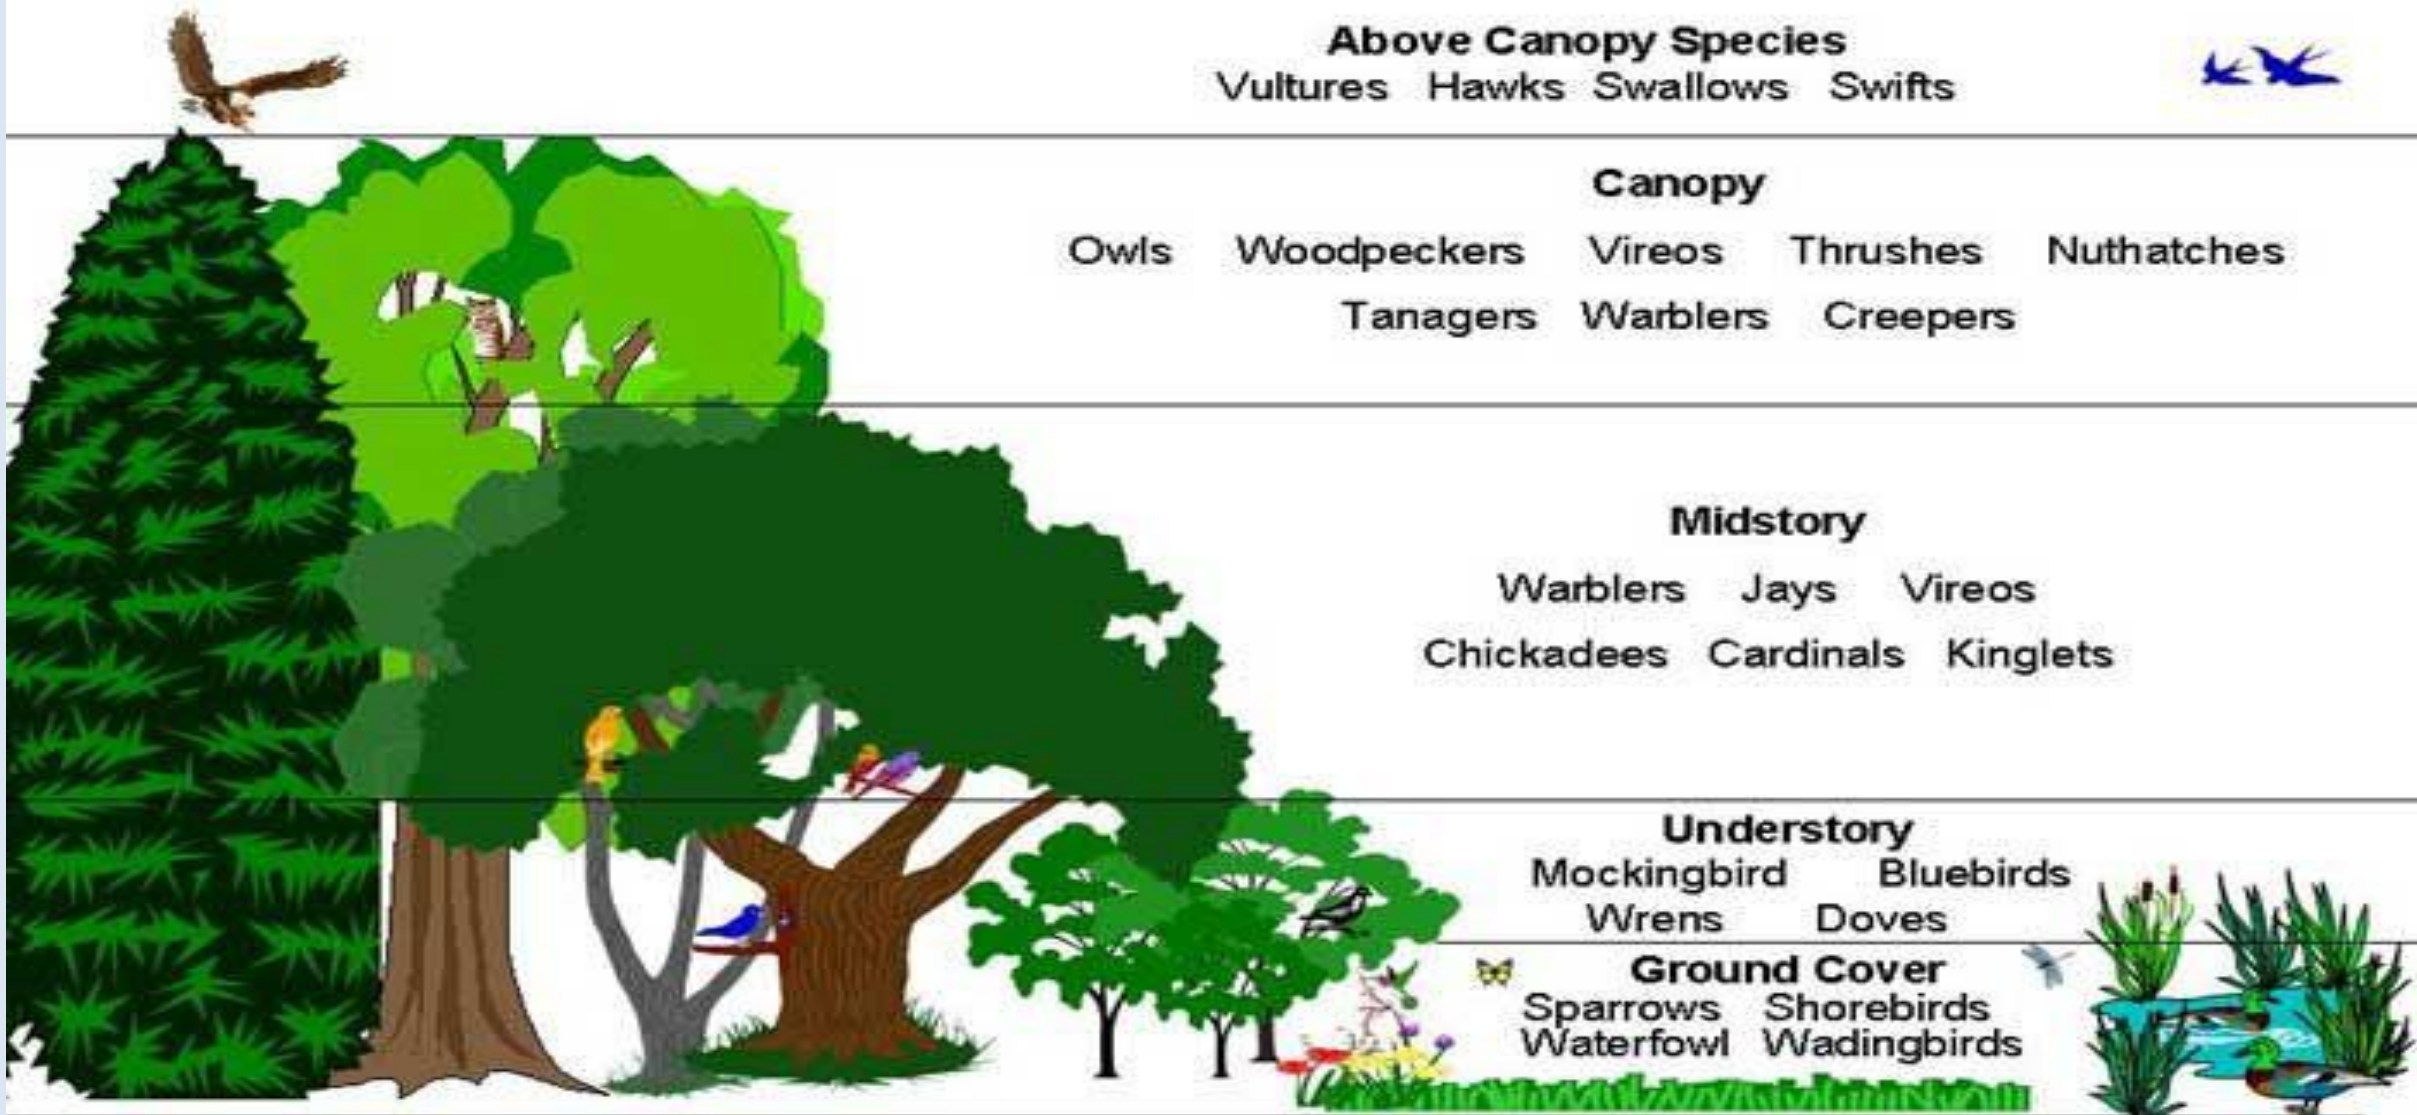 Above Canopy Species
Vultures Hawks Swallows Swifts
Canopy
Owls Woodpeckers Vireos Thrushes Nuthatches
Tanagers Warblers Creepers
Midstory
Warblers Jays Vireos
Chickadees Cardinals Kinglets
Understory
Mockingbird Bluebirds
Wrens Doves
Ground Cover
Sparrows Shorebirds
Waterfowl Wadingbirds